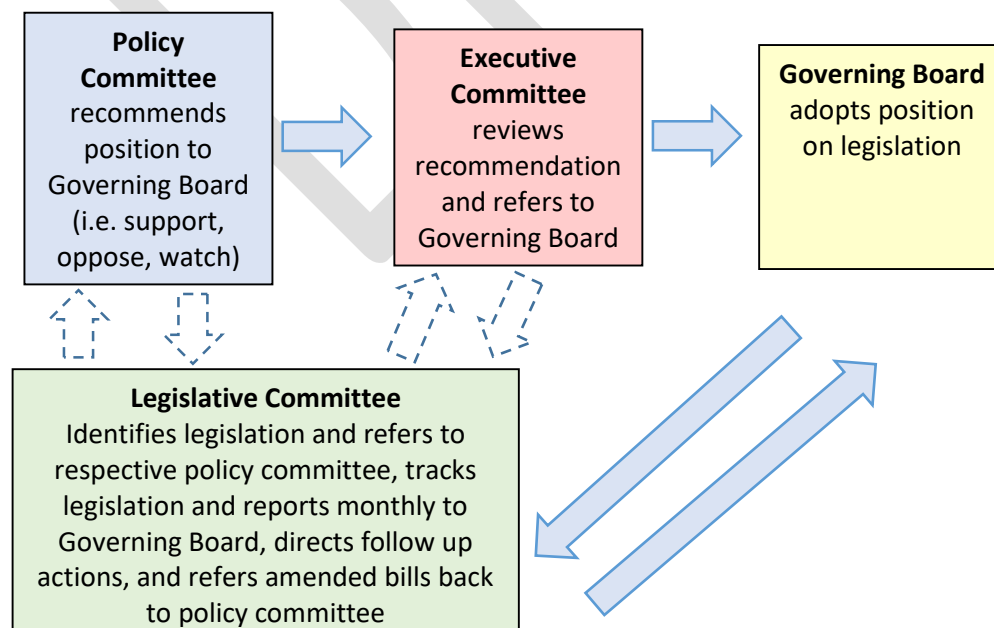 Policy
Committee
recommends
position to
Governing Board
(i.e. support,
oppose, watch)
Executive
Committee
reviews
recommendation
and refers to
Governing Board
Governing Board
adopts position
on legislation
Legislative Committee
Identifies legislation and refers to
respective policy committee, tracks
legislation and reports monthly to
Governing Board, directs follow up
actions, and refers amended bills back
to policy committee